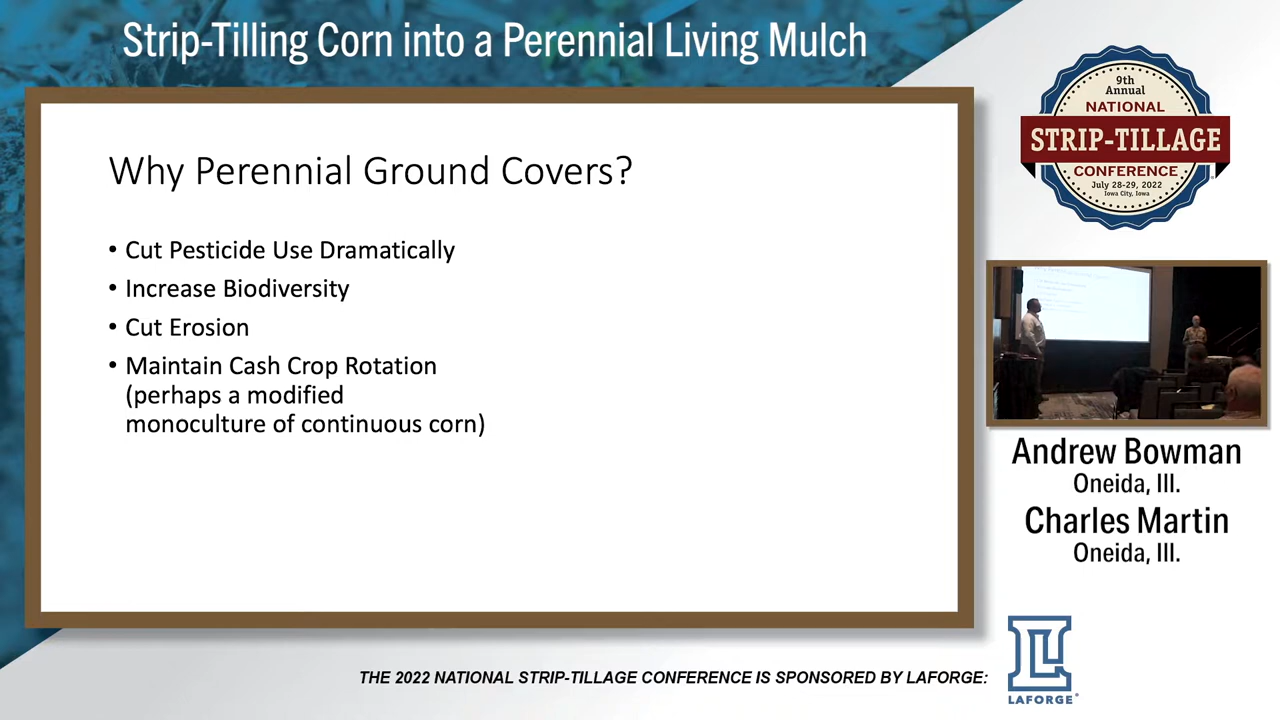 Strip-Tilling Corn into a Perennial Living Mulch
Why Perennial Ground Covers?
• Cut Pesticide Use Dramatically
• Increase Biodiversity
• Cut Erosion
• Maintain Cash Crop Rotation
(perhaps a modified
monoculture of continuous corn)
9th
Annual
NATIONAL
STRIP-TILLAGE
CONFERENCE
July 28-29, 2022
Iowa City, Iowa
Andrew Bowman
Oneida, Ill.
Charles Martin
Oneida, Ill.
THE 2022 NATIONAL STRIP-TILLAGE CONFERENCE IS SPONSORED BY LAFORGE:
LAFORGE®